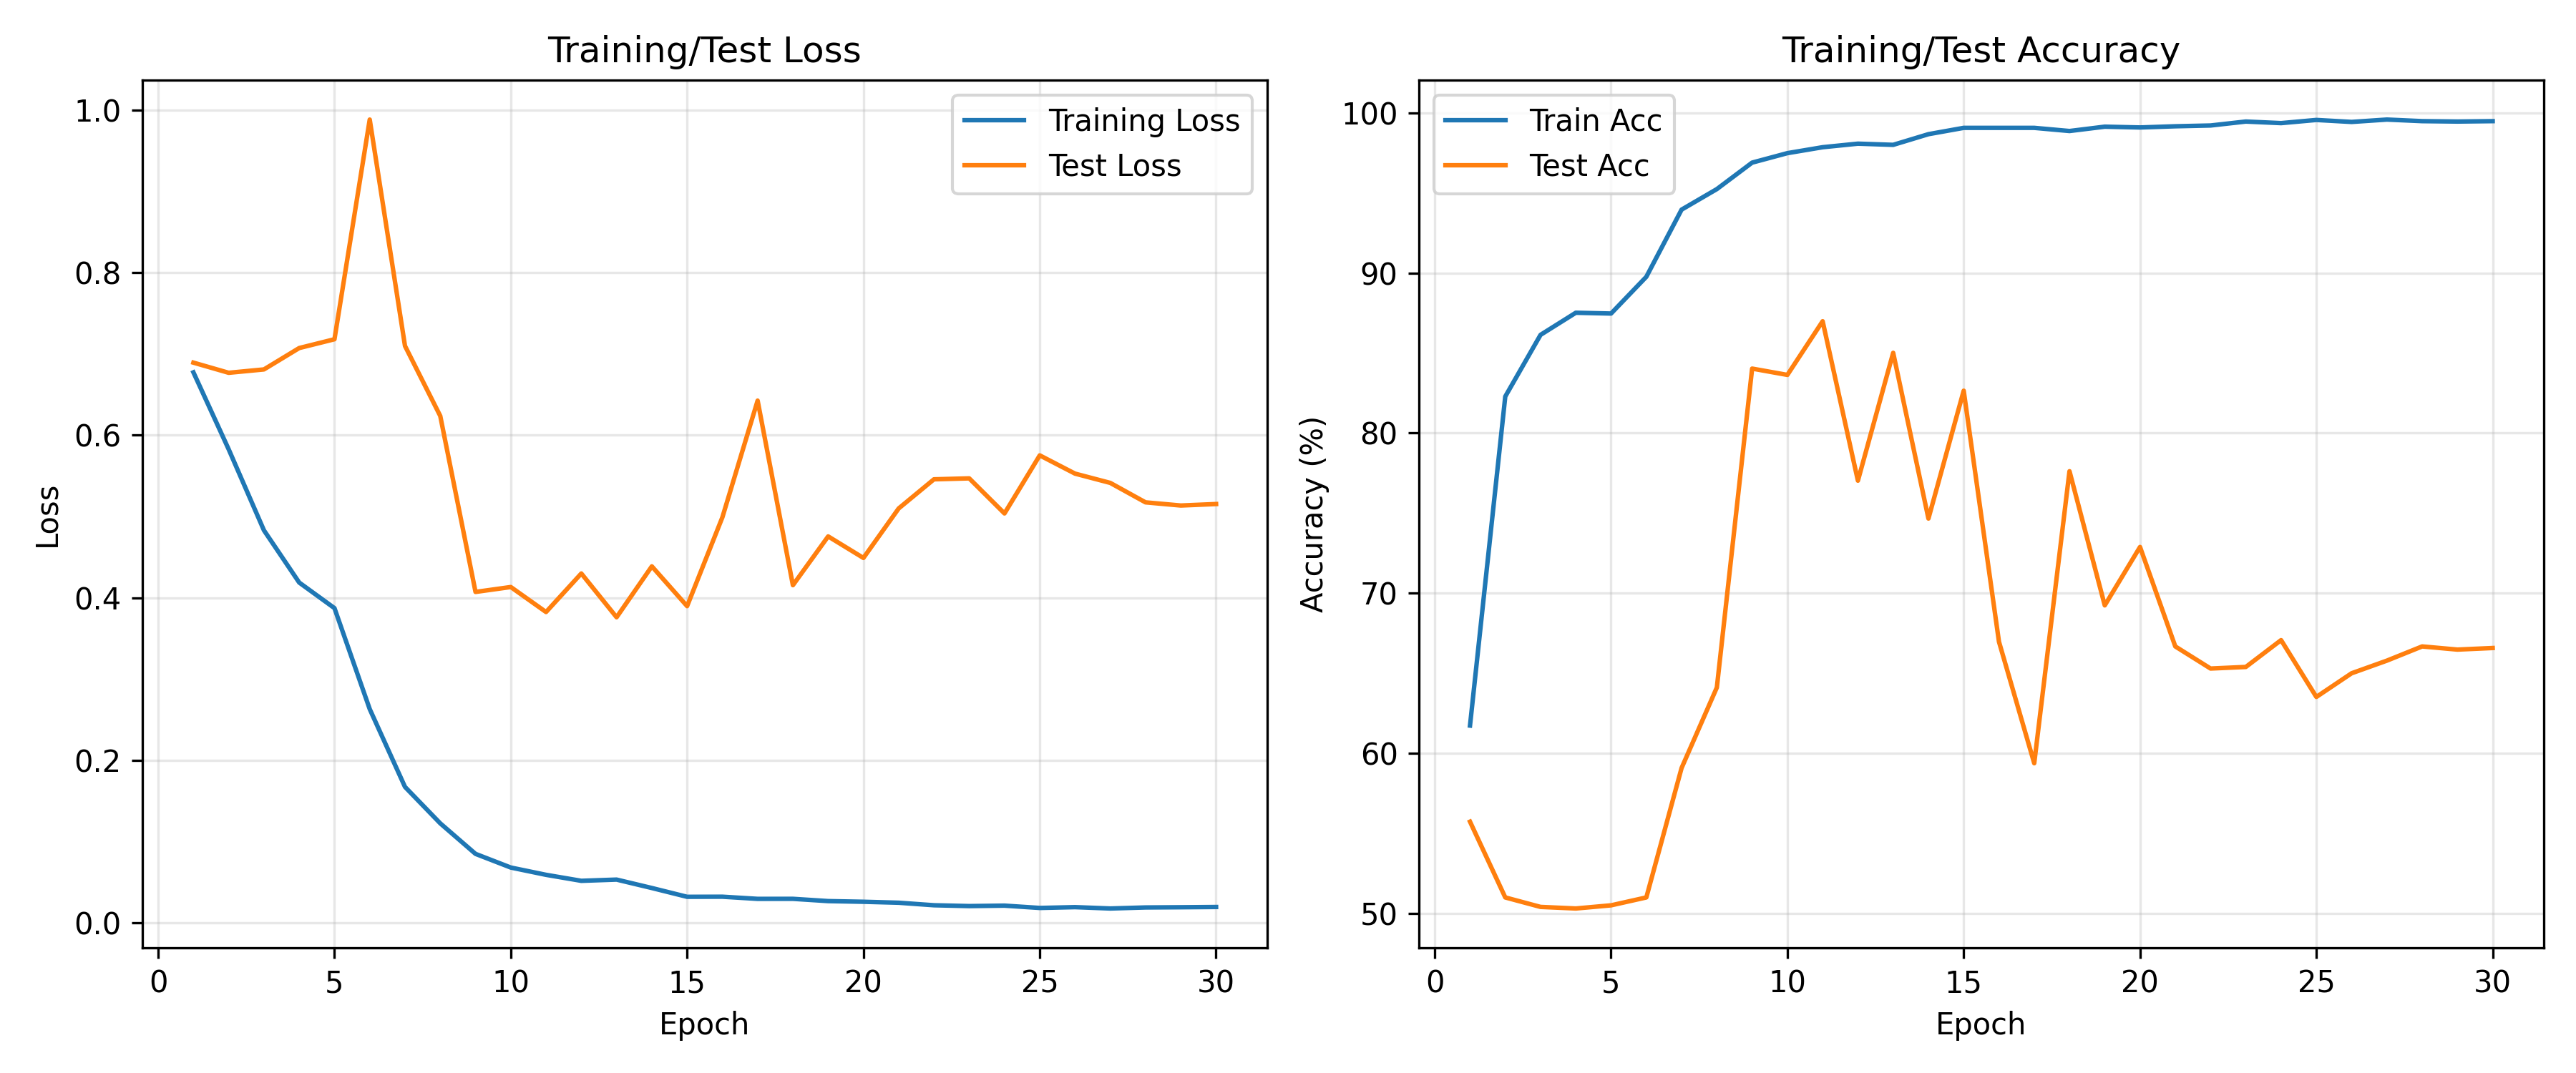 Training/Test Loss
1.0
0.8
0.6
0.4
0.2
0.0
Loss
0 5 10 15 20 25 30
Epoch
Training Loss
Test Loss
Training/Test Accuracy
100
90
80
70
60
50
Accuracy (%)
0 5 10 15 20 25 30
Epoch
Train Acc
Test Acc